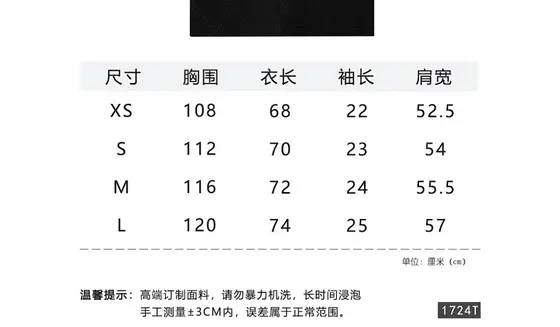 尺寸 胸围 衣长 袖长 肩宽
XS 108 68 22 52.5
S 112 70 23 54
M 116 72 24 55.5
L 120 74 25 57
单位: 厘米 (cm)
温馨提示: 高端订制面料，请勿暴力机洗，长时间浸泡
手工测量±3CM内，误差属于正常范围。
1724T